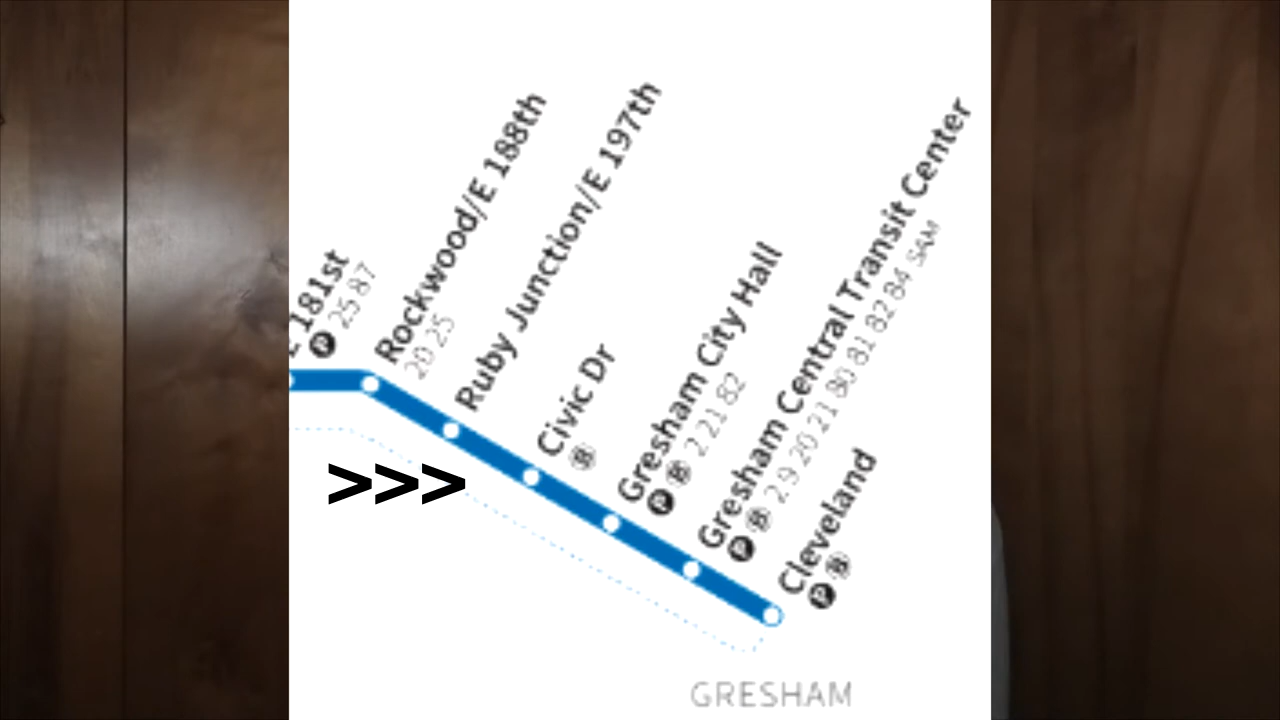 E 181st
P 25 87
Rockwood/E 188th
20 25
Ruby Junction/E 197th
Civic Dr
B
Gresham City Hall
P B 2 21 82
Gresham Central Transit Center
P B 2 9 20 21 80 81 82 84 SAM
Cleveland
P B
>>>
GRESHAM